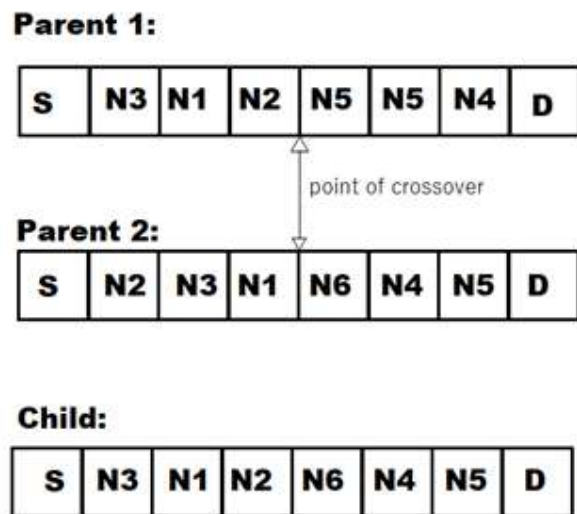 Parent 1:
S N3 N1 N2 N5 N5 N4 D
point of crossover
Parent 2:
S N2 N3 N1 N6 N4 N5 D
Child:
S N3 N1 N2 N6 N4 N5 D